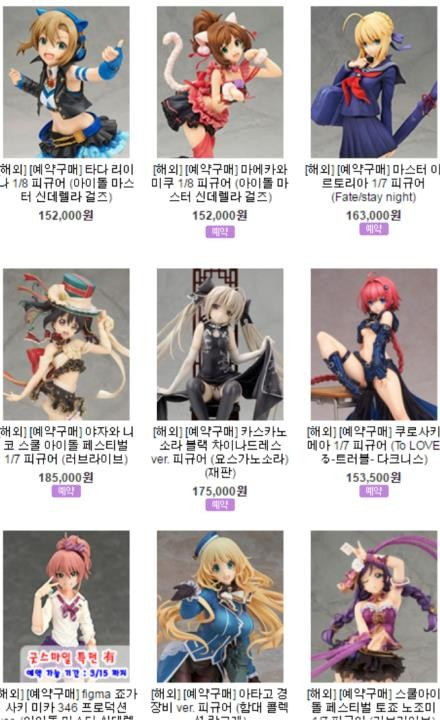 해외] [예약구매] 타다 리이
나 1/8 피규어 (아이돌 마스
터 신데렐라 걸즈)
152,000원
[해외] [예약구매] 마에카와
미쿠 1/8 피규어 (아이돌 마
스터 신데렐라 걸즈)
152,000원
예약
[해외] [예약구매] 마스터 아
르토리아 1/7 피규어
(Fate/stay night)
163,000원
예약
해외] [예약구매] 야자와 니
코 스쿨 아이돌 페스티벌
1/7 피규어 (러브라이브)
185,000원
예약
[해외] [예약구매] 카스카노
소라 블랙 차이나드레스
ver. 피규어 (요스가노소라)
(재판)
175,000원
예약
[해외] [예약구매] 쿠로사키
메아 1/7 피규어 (To LOVE
る-트러블- 다크니스)
153,500원
예약
굿스마일 특전 有
예약 가능 기간 : 3/15 까지
해외] [예약구매] figma 죠가
사키 미카 346 프로덕션
[해외] [예약구매] 아타고 경
장비 ver. 피규어 (함대 콜렉
[해외] [예약구매] 스쿨아이
돌 페스티벌 토죠 노조미